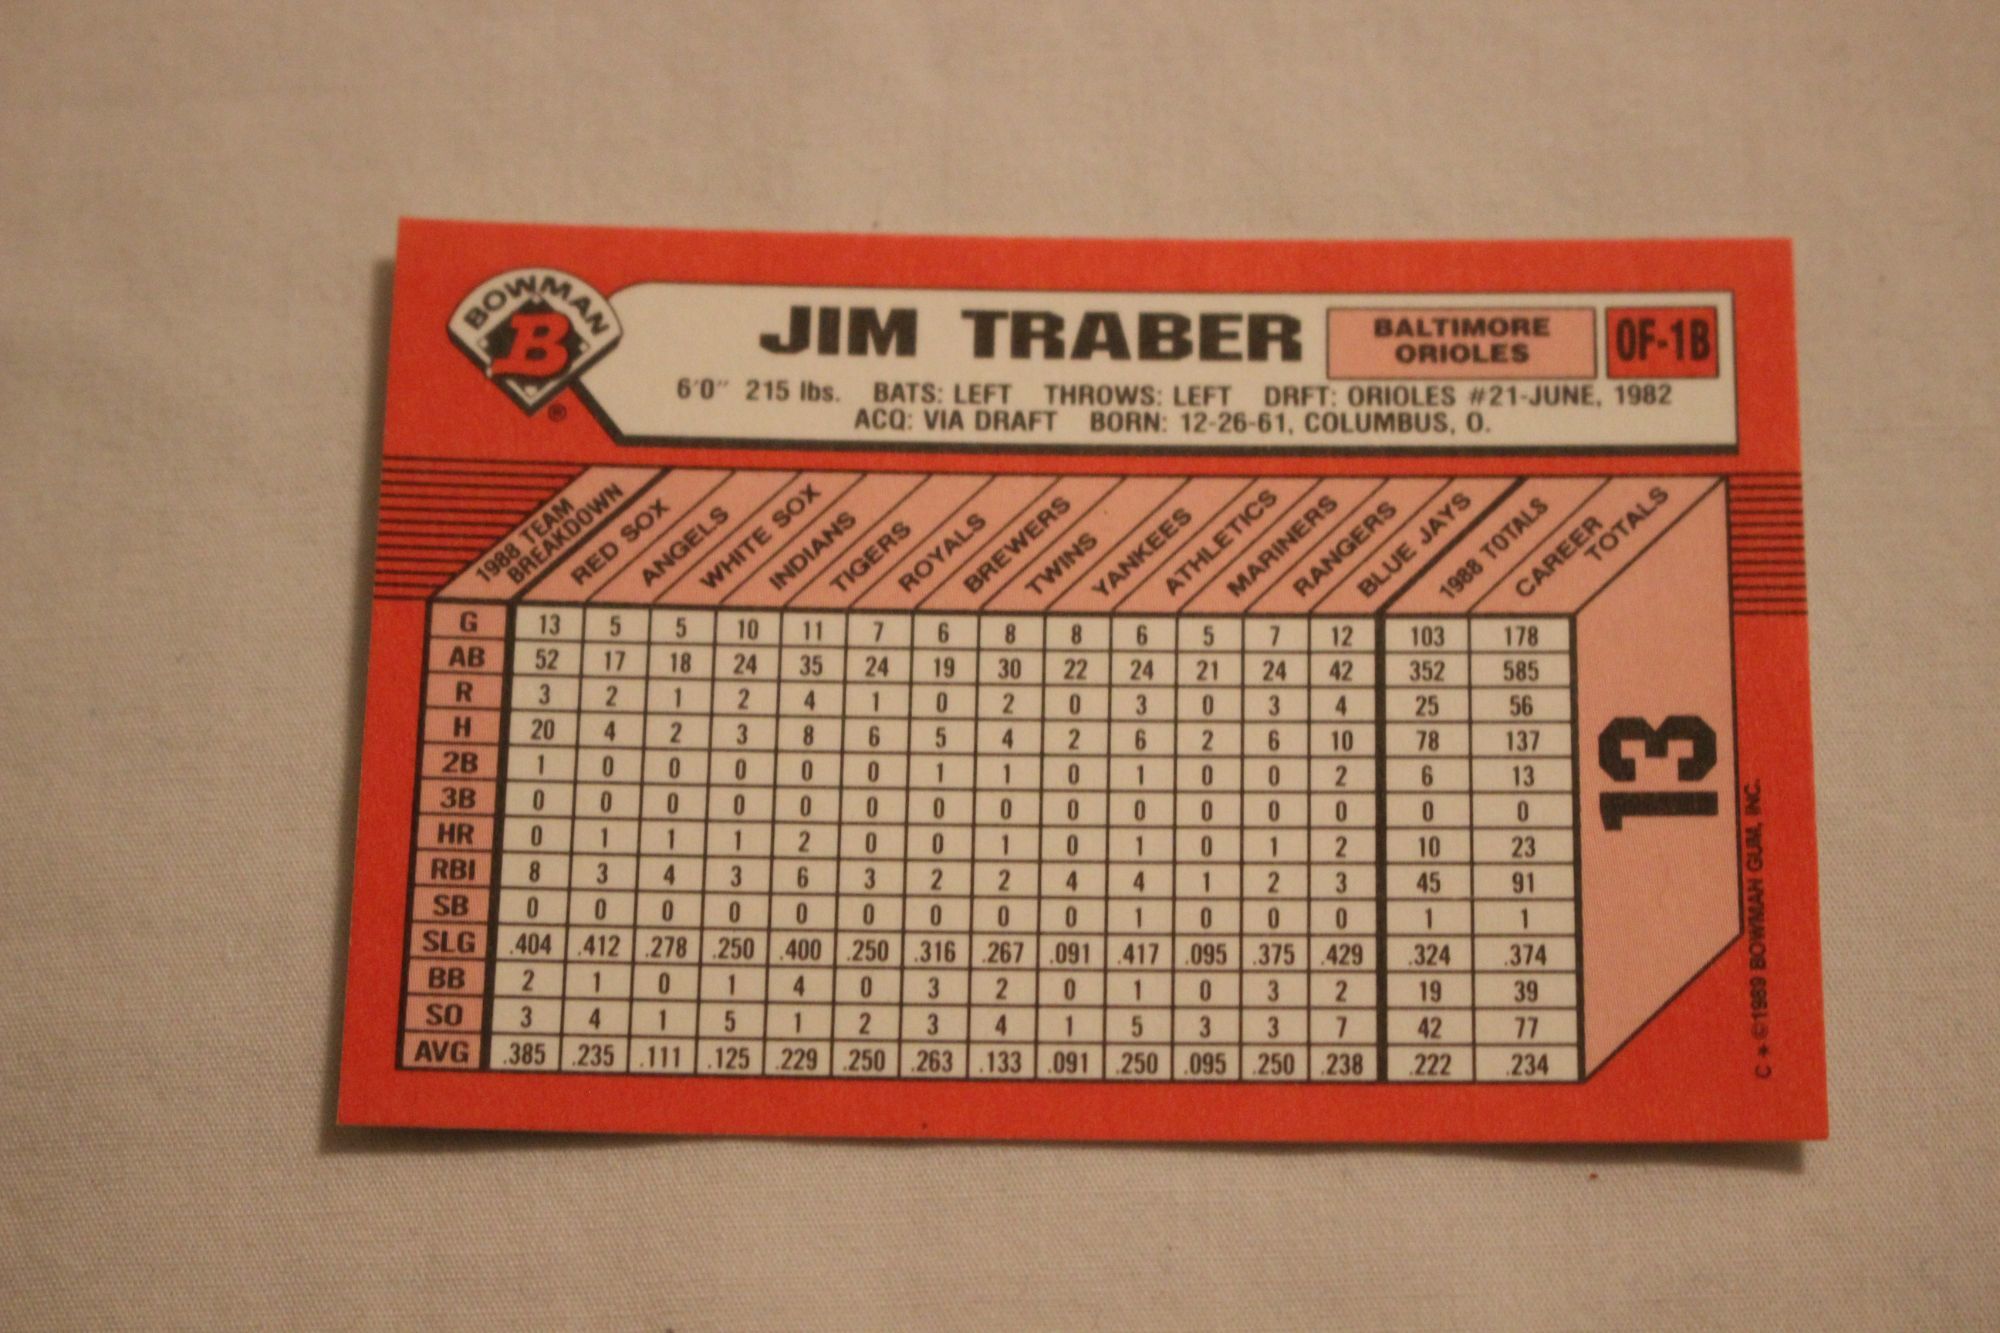 BOWMAN
B
®
JIM TRABER
BALTIMORE
ORIOLES
OF-1B
6'0" 215 lbs. BATS: LEFT THROWS: LEFT DRFT: ORIOLES #21-JUNE, 1982
ACQ: VIA DRAFT BORN: 12-26-61, COLUMBUS, O.
1988 TEAM BREAKDOWN RED SOX ANGELS WHITE SOX INDIANS TIGERS ROYALS BREWERS TWINS YANKEES ATHLETICS MARINERS RANGERS BLUE JAYS 1988 TOTALS CAREER TOTALS
G 13 5 5 10 11 7 6 8 8 6 5 7 12 103 178
AB 52 17 18 24 35 24 19 30 22 24 21 24 42 352 585
R 3 2 1 2 4 1 0 2 0 3 0 3 4 25 56
H 20 4 2 3 8 6 5 4 2 6 2 6 10 78 137
2B 1 0 0 0 0 0 1 1 0 1 0 0 2 6 13
3B 0 0 0 0 0 0 0 0 0 0 0 0 0 0 0
HR 0 1 1 1 2 0 0 1 0 1 0 1 2 10 23
RBI 8 3 4 3 6 3 2 2 4 4 1 2 3 45 91
SB 0 0 0 0 0 0 0 0 0 1 0 0 0 1 1
SLG .404 .412 .278 .250 .400 .250 .316 .267 .091 .417 .095 .375 .429 .324 .374
BB 2 1 0 1 4 0 3 2 0 1 0 3 2 19 39
SO 3 4 1 5 1 2 3 4 1 5 3 3 7 42 77
AVG .385 .235 .111 .125 .229 .250 .263 .133 .091 .250 .095 .250 .238 .222 .234
13
C * ©1989 BOWMAN GUM, INC.